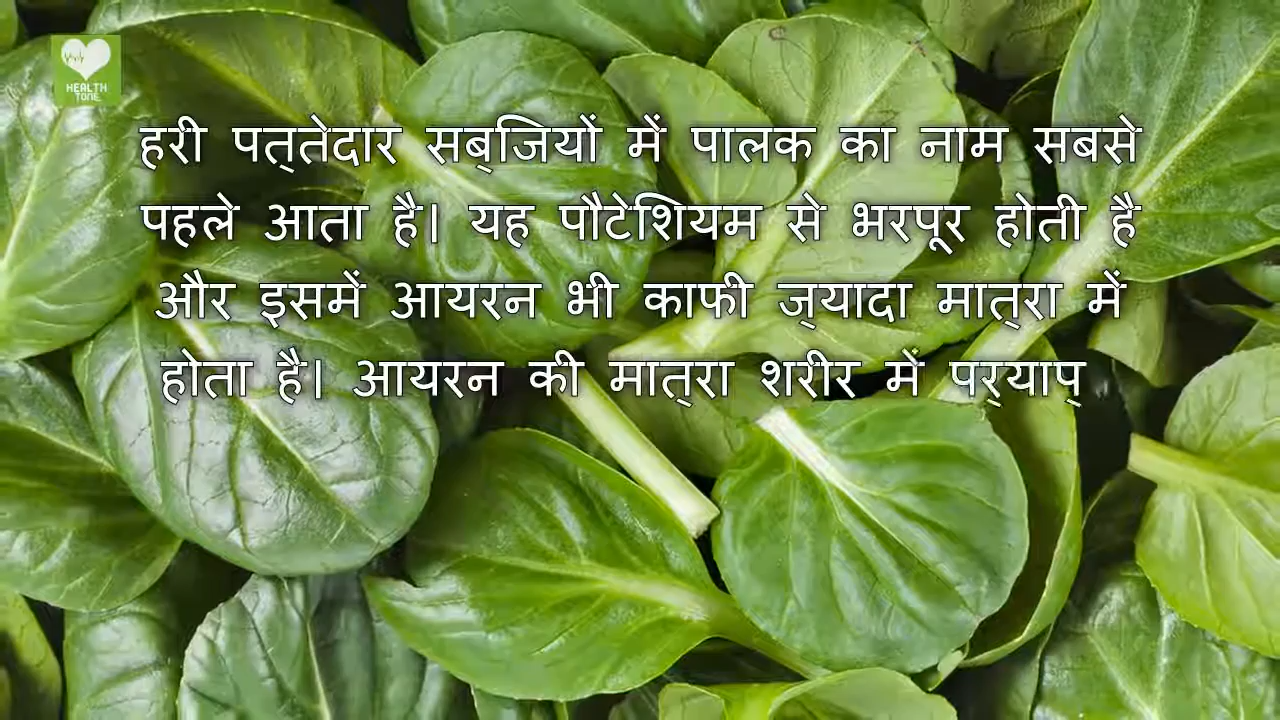 HEALTH
TONE
हरी पत्तेदार सब्जियों में पालक का नाम सबसे
पहले आता है। यह पौटेशियम से भरपूर होती है
और इसमें आयरन भी काफी ज्यादा मात्रा में
होता है। आयरन की मात्रा शरीर में पर्याप्